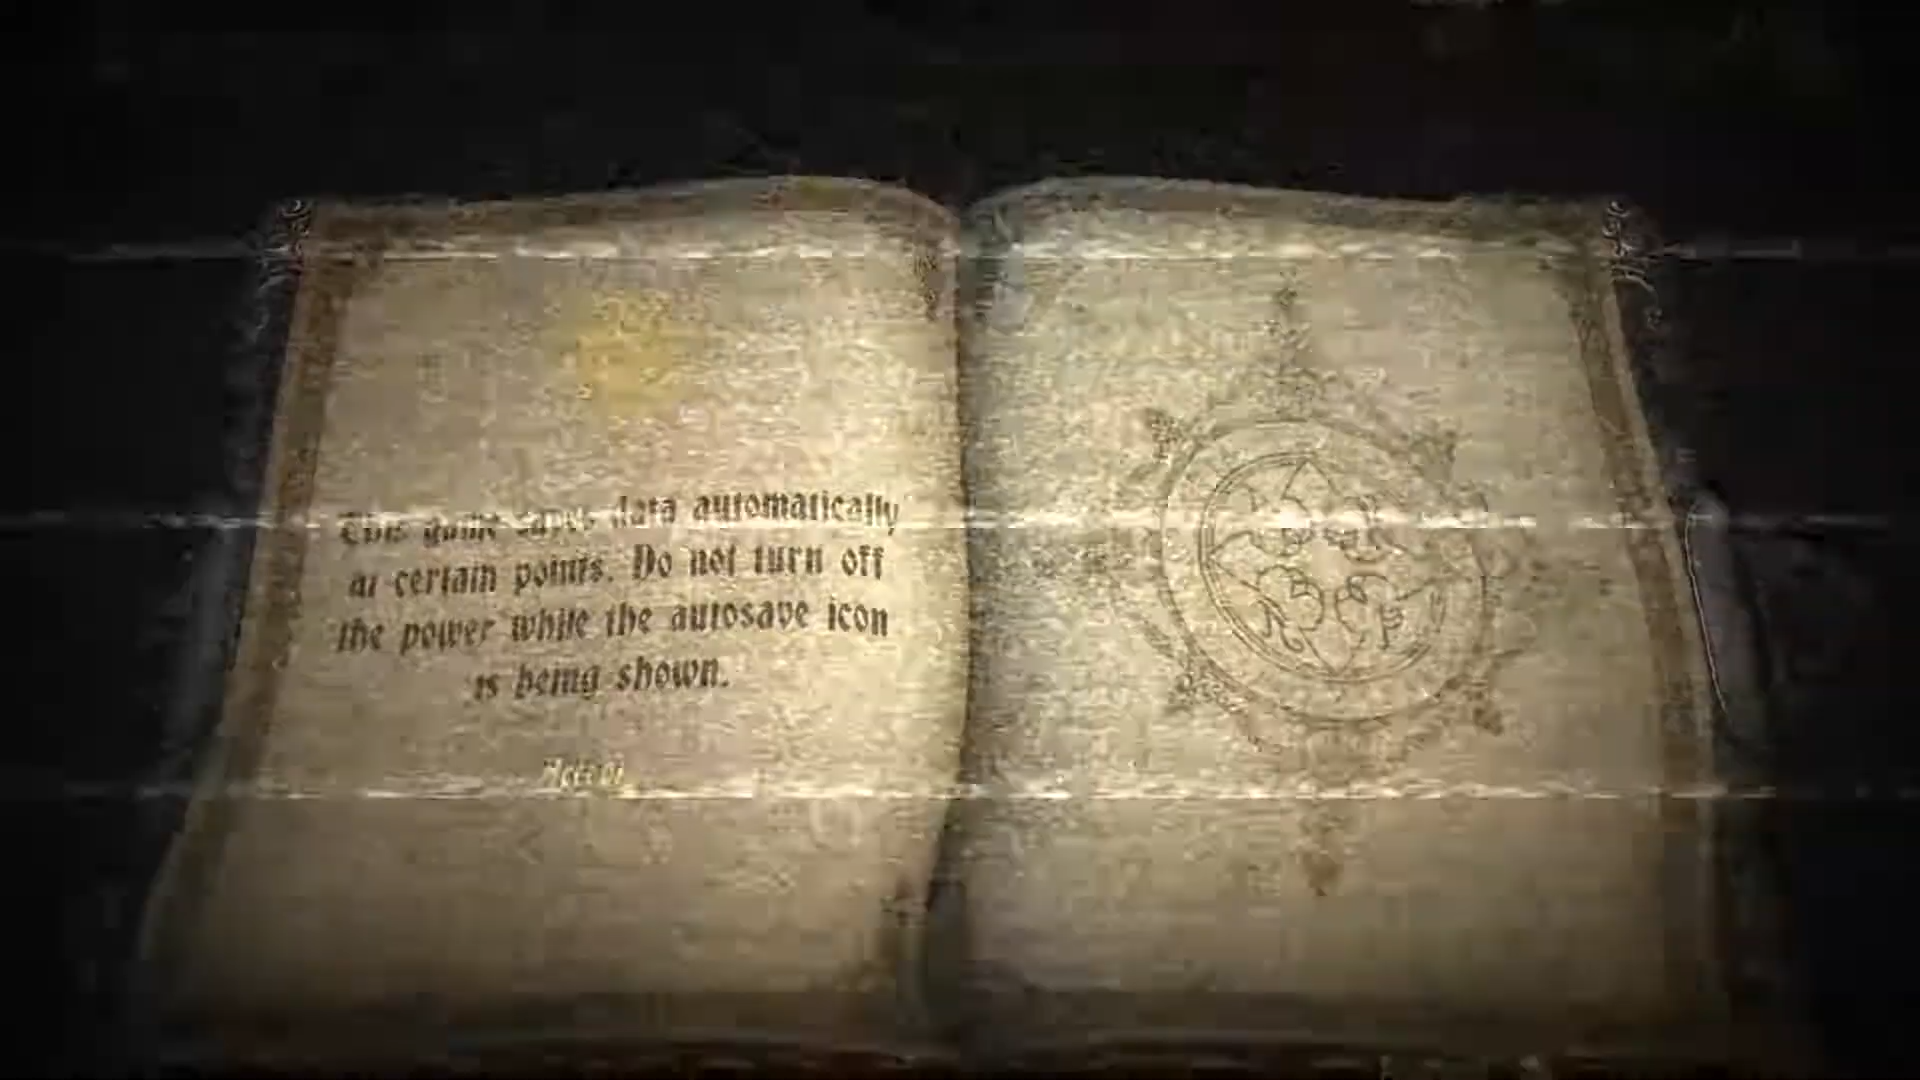 This game saves data automatically
at certain points. Do not turn off
the power while the autosave icon
is being shown.